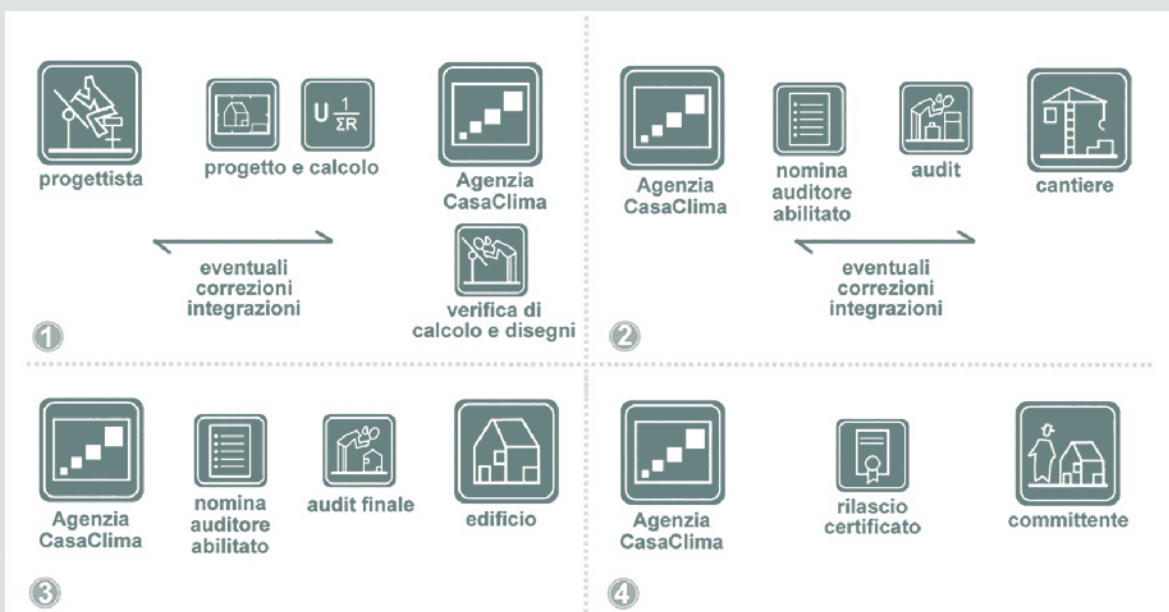 progettista
progetto e calcolo
U 1
ΣR
Agenzia
CasaClima
eventuali
correzioni
integrazioni
verifica di
calcolo e disegni
1
Agenzia
CasaClima
nomina
auditore
abilitato
audit
cantiere
eventuali
correzioni
integrazioni
2
Agenzia
CasaClima
nomina
auditore
abilitato
audit finale
edificio
3
Agenzia
CasaClima
rilascio
certificato
committente
4